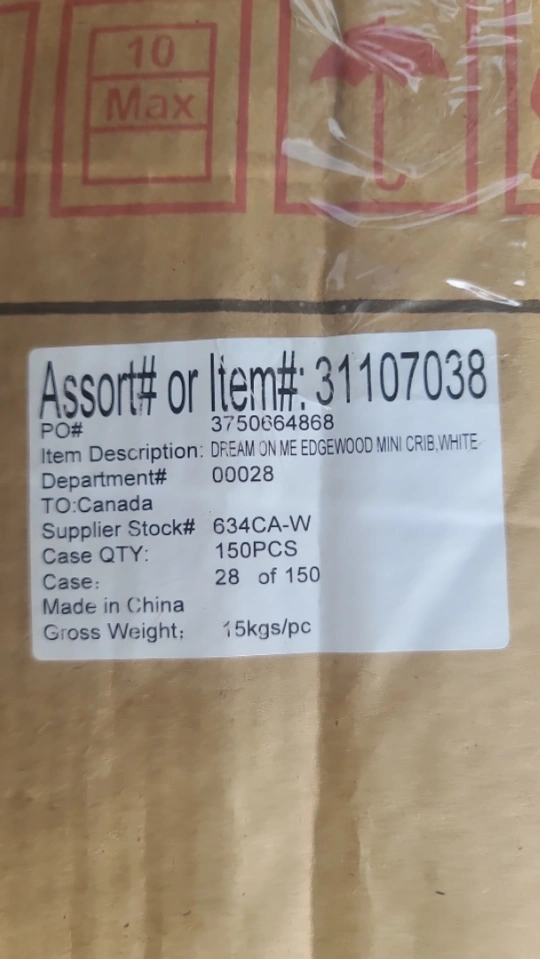 10
Max
Assort# or Item#: 31107038
PO# 3750664868
Item Description: DREAM ON ME EDGEWOOD MINI CRIB,WHITE
Department# 00028
TO:Canada
Supplier Stock# 634CA-W
Case QTY: 150PCS
Case: 28 of 150
Made in China
Gross Weight: 15kgs/pc